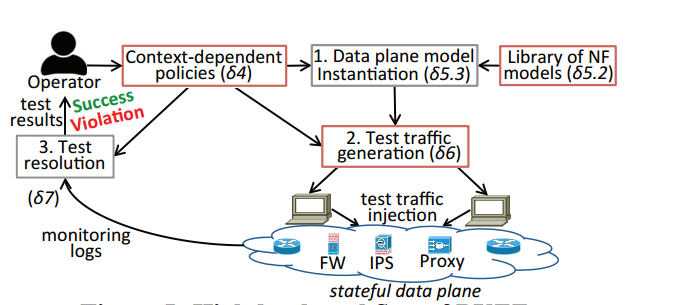 Operator
Context-dependent
policies (δ4)
1. Data plane model
Instantiation (δ5.3)
Library of NF
models (δ5.2)
test
results
Success
Violation
3. Test
resolution
(δ7)
2. Test traffic
generation (δ6)
test traffic
injection
monitoring
logs
FW
IPS
Proxy
stateful data plane